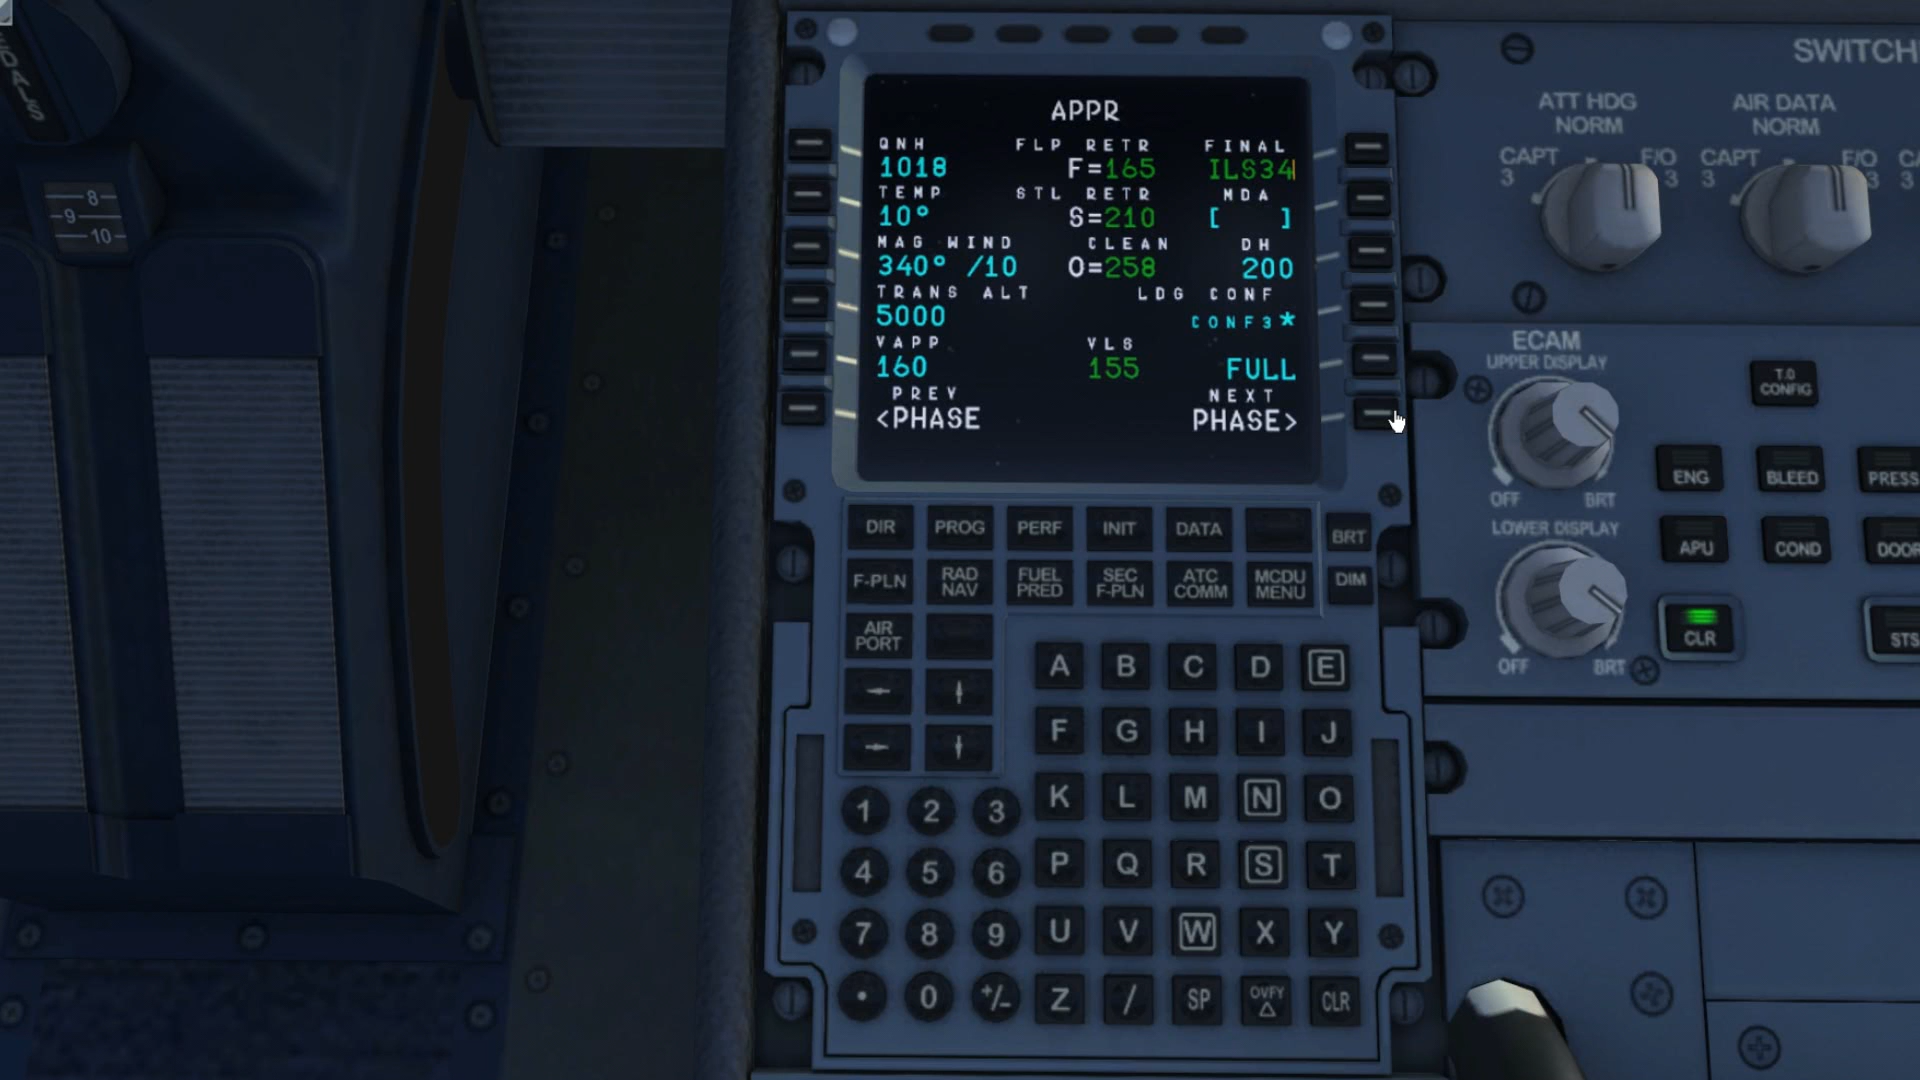 PEDALS
8
9
10
APPR
QNH FLP RETR FINAL
1018 F=165 ILS34
TEMP STL RETR MDA
10° S=210 [ ]
MAG WIND CLEAN DH
340° /10 O=258 200
TRANS ALT LDG CONF
5000 CONF3*
VAPP VLS
160 155 FULL
PREV NEXT
<PHASE PHASE>
DIR PROG PERF INIT DATA BRT
F-PLN RAD NAV FUEL PRED SEC F-PLN ATC COMM MCDU MENU DIM
AIR PORT
A B C D E
F G H I J
K L M N O
P Q R S T
U V W X Y
Z / SP OVFY CLR
1 2 3
4 5 6
7 8 9
. 0 +/-
SWITCH
ATT HDG AIR DATA
NORM NORM
CAPT F/O CAPT F/O CA
3 3 3 3 3
ECAM
UPPER DISPLAY
OFF BRT
LOWER DISPLAY
OFF BRT
T.O CONFIG
ENG BLEED PRESS
APU COND DOOR
CLR STS